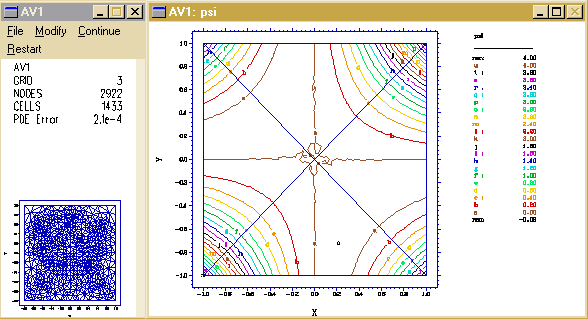 AV1
File Modify Continue
Restart
AV1
GRID 3
NODES 2922
CELLS 1433
PDE Error 2.1e-4
AV1: psi
1.0
0.8
0.6
0.4
0.2
0.0
-0.2
-0.4
-0.6
-0.8
-1.0
Y
-1.0 -0.8 -0.6 -0.4 -0.2 0.0 0.2 0.4 0.6 0.8 1.0
X
psi
max 4.00
u 4.00
t : 3.80
s : 3.60
r : 3.40
q : 3.20
p : 3.00
o : 2.80
n : 2.60
m : 2.40
l : 2.20
k : 2.00
j : 1.80
i : 1.60
h : 1.40
g : 1.20
f : 1.00
e : 0.80
d : 0.60
c : 0.40
b : 0.20
a : 0.00